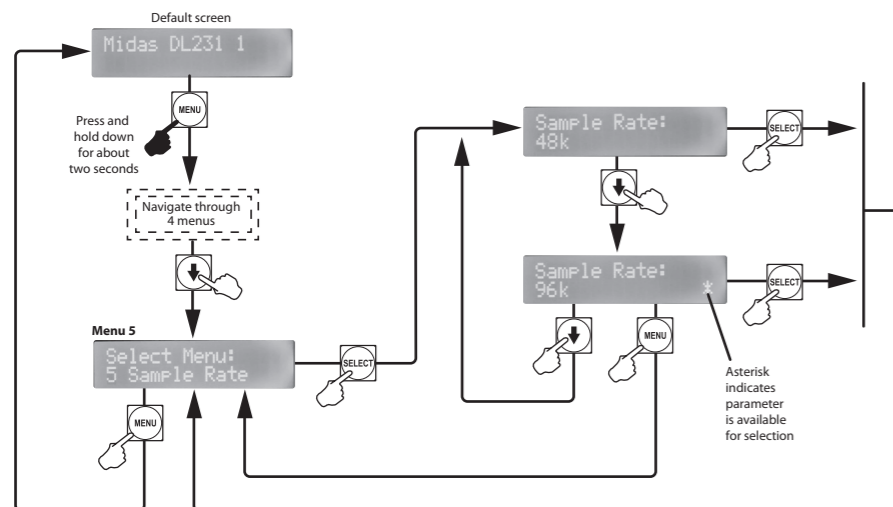 Default screen
Midas DL231 1
MENU
Press and
hold down
for about
two seconds
Navigate through
4 menus
Menu 5
Select Menu:
5 Sample Rate
SELECT
MENU
Sample Rate:
48k
SELECT
Sample Rate:
96k *
SELECT
MENU
Asterisk
indicates
parameter
is available
for selection